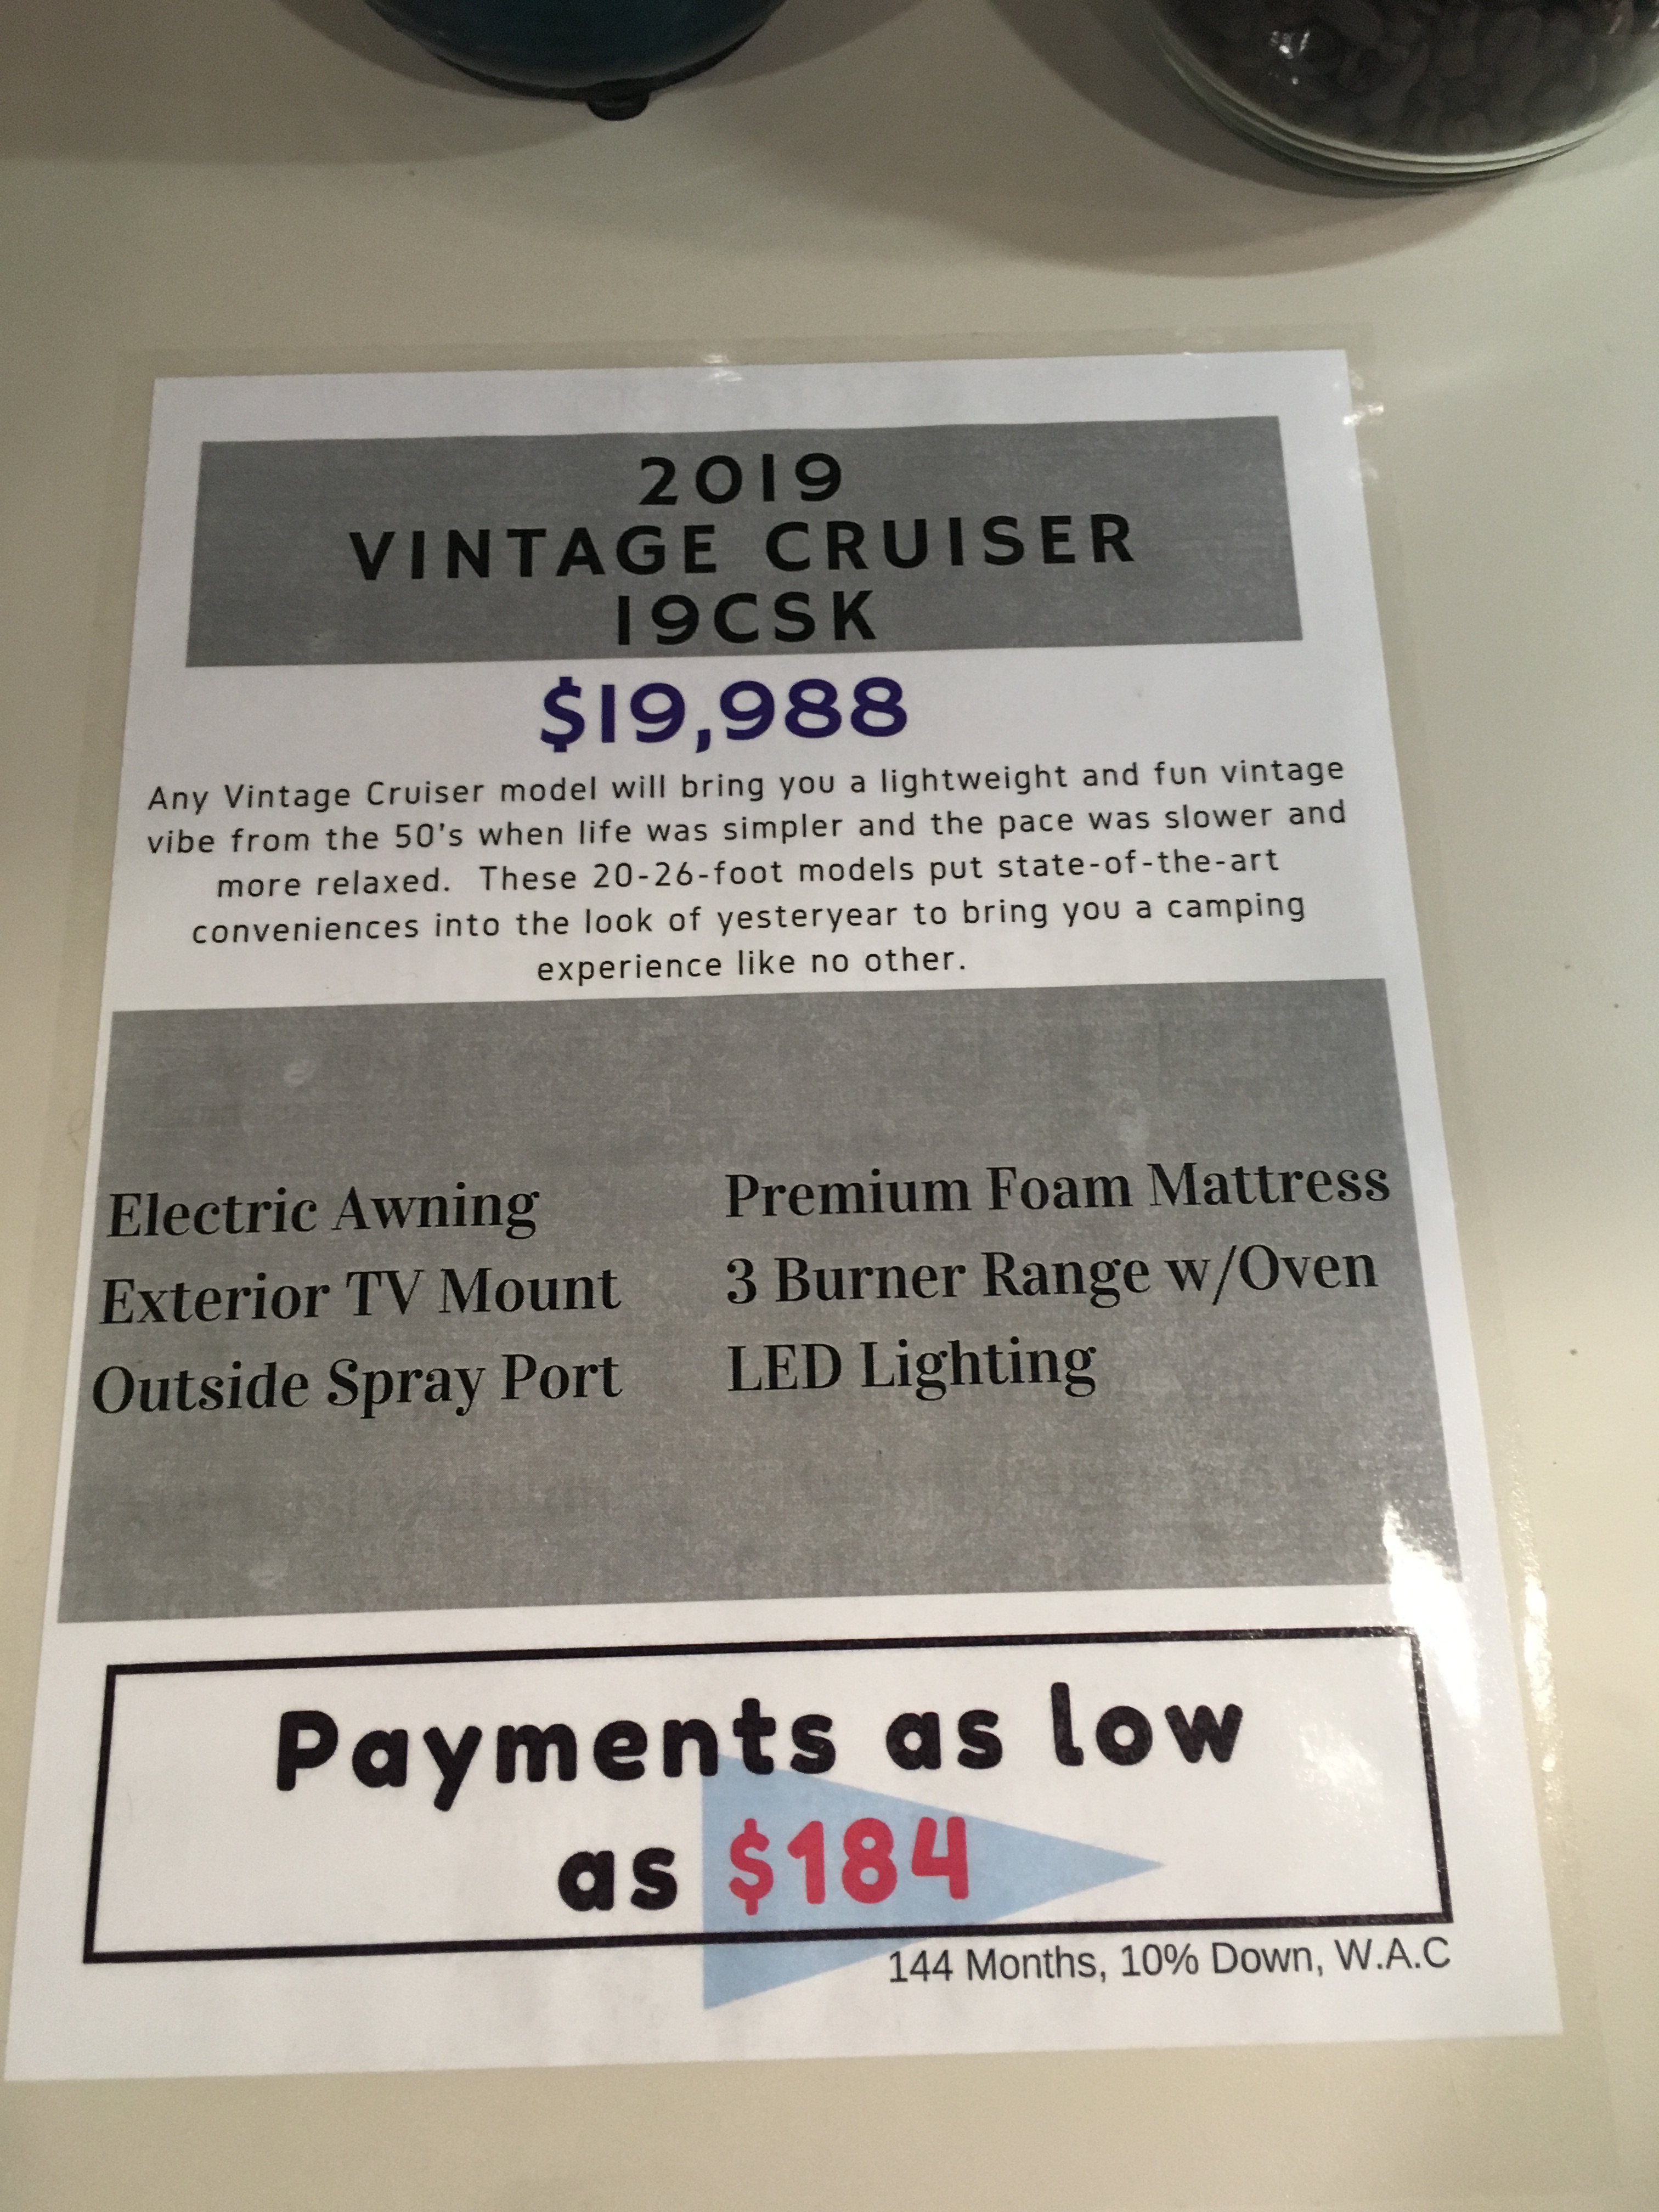 2019
VINTAGE CRUISER
19CSK
$19,988
Any Vintage Cruiser model will bring you a lightweight and fun vintage
vibe from the 50's when life was simpler and the pace was slower and
more relaxed. These 20-26-foot models put state-of-the-art
conveniences into the look of yesteryear to bring you a camping
experience like no other.
Electric Awning
Exterior TV Mount
Outside Spray Port
Premium Foam Mattress
3 Burner Range w/Oven
LED Lighting
Payments as low
as $184
144 Months, 10% Down, W.A.C